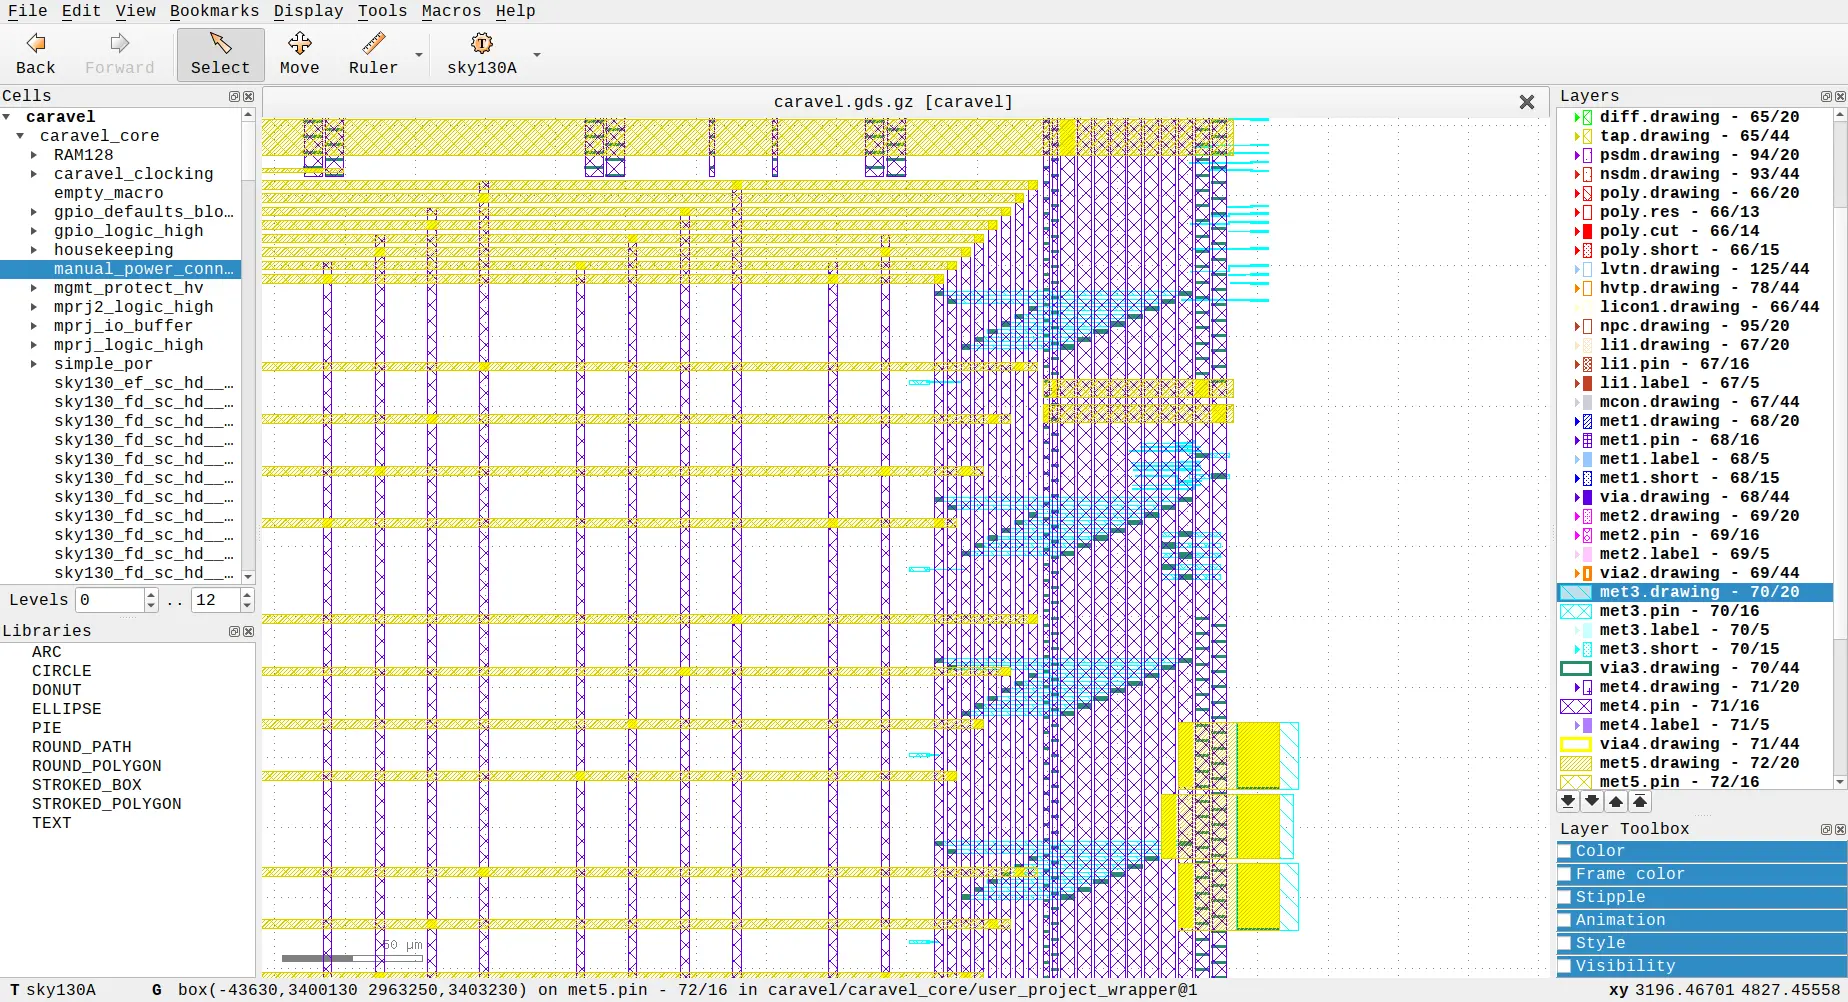 File Edit View Bookmarks Display Tools Macros Help
Back Forward Select Move Ruler sky130A
Cells
caravel
caravel_core
RAM128
caravel_clocking
empty_macro
gpio_defaults_blo…
gpio_logic_high
housekeeping
manual_power_conn…
mgmt_protect_hv
mprj2_logic_high
mprj_io_buffer
mprj_logic_high
simple_por
sky130_ef_sc_hd__…
sky130_fd_sc_hd__…
sky130_fd_sc_hd__…
sky130_fd_sc_hd__…
sky130_fd_sc_hd__…
sky130_fd_sc_hd__…
sky130_fd_sc_hd__…
sky130_fd_sc_hd__…
sky130_fd_sc_hd__…
sky130_fd_sc_hd__…
sky130_fd_sc_hd__…
Levels 0 .. 12
Libraries
ARC
CIRCLE
DONUT
ELLIPSE
PIE
ROUND_PATH
ROUND_POLYGON
STROKED_BOX
STROKED_POLYGON
TEXT
caravel.gds.gz [caravel]
50 µm
Layers
diff.drawing - 65/20
tap.drawing - 65/44
psdm.drawing - 94/20
nsdm.drawing - 93/44
poly.drawing - 66/20
poly.res - 66/13
poly.cut - 66/14
poly.short - 66/15
lvtn.drawing - 125/44
hvtp.drawing - 78/44
licon1.drawing - 66/44
npc.drawing - 95/20
li1.drawing - 67/20
li1.pin - 67/16
li1.label - 67/5
mcon.drawing - 67/44
met1.drawing - 68/20
met1.pin - 68/16
met1.label - 68/5
met1.short - 68/15
via.drawing - 68/44
met2.drawing - 69/20
met2.pin - 69/16
met2.label - 69/5
via2.drawing - 69/44
met3.drawing - 70/20
met3.pin - 70/16
met3.label - 70/5
met3.short - 70/15
via3.drawing - 70/44
met4.drawing - 71/20
met4.pin - 71/16
met4.label - 71/5
via4.drawing - 71/44
met5.drawing - 72/20
met5.pin - 72/16
Layer Toolbox
Color
Frame color
Stipple
Animation
Style
Visibility
T sky130A G box(-43630,3400130 2963250,3403230) on met5.pin - 72/16 in caravel/caravel_core/user_project_wrapper@1 xy 3196.46701 4827.45558